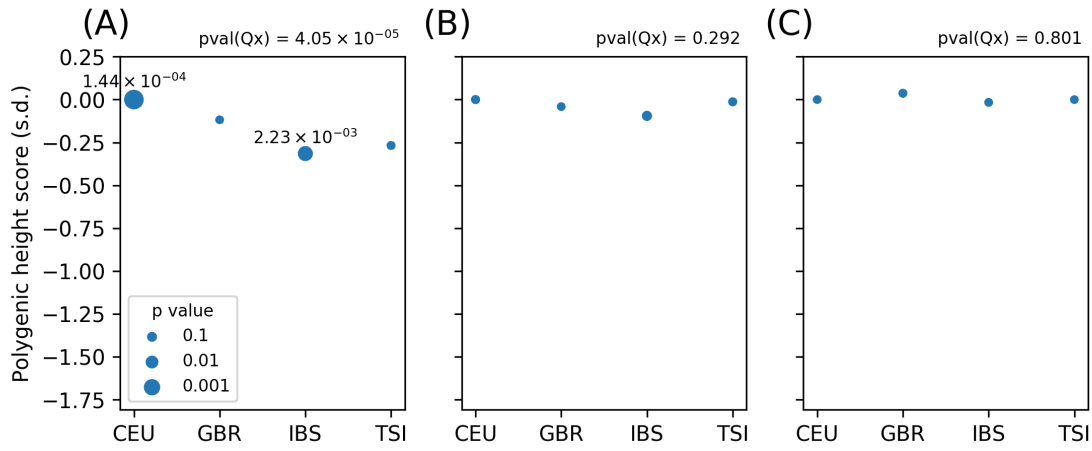 (A)
pval(Qx) = 4.05 × 10⁻⁰⁵
(B)
pval(Qx) = 0.292
(C)
pval(Qx) = 0.801
Polygenic height score (s.d.)
0.25
0.00
−0.25
−0.50
−0.75
−1.00
−1.25
−1.50
−1.75
1.44 × 10⁻⁰⁴
2.23 × 10⁻⁰³
p value
0.1
0.01
0.001
CEU GBR IBS TSI
CEU GBR IBS TSI
CEU GBR IBS TSI